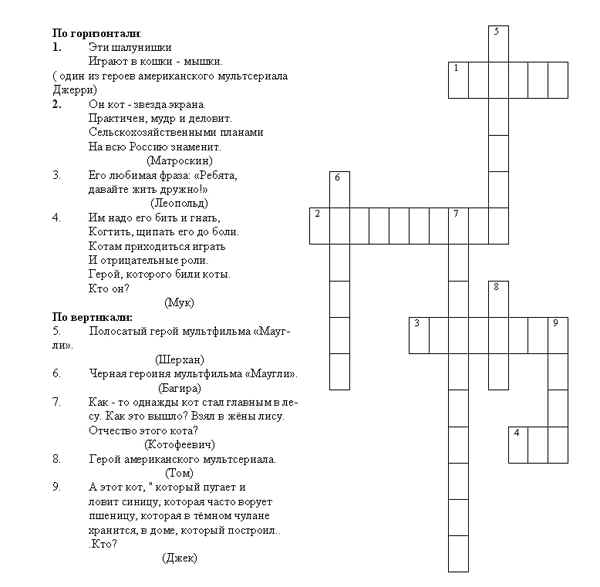 По горизонтали:
1. Эти шалунишки
Играют в кошки - мышки.
( один из героев американского мультсериала
Джерри)
2. Он кот - звезда экрана.
Практичен, мудр и деловит.
Сельскохозяйственными планами
На всю Россию знаменит.
(Матроскин)
3. Его любимая фраза: «Ребята,
давайте жить дружно!»
(Леопольд)
4. Им надо его бить и гнать,
Когтить, щипать его до боли.
Котам приходиться играть
И отрицательные роли.
Герой, которого били коты.
Кто он?
(Мук)
По вертикали:
5. Полосатый герой мультфильма «Мауг-
ли».
(Шерхан)
6. Черная героиня мультфильма «Маугли».
(Багира)
7. Как - то однажды кот стал главным в ле-
су. Как это вышло? Взял в жёны лису.
Отчество этого кота?
(Котофеевич)
8. Герой американского мультсериала.
(Том)
9. А этот кот, " который пугает и
ловит синицу, которая часто ворует
пшеницу, которая в тёмном чулане
хранится, в доме, который построил..
.Кто?
(Джек)
5
1
6
2 7
8
3 9
4